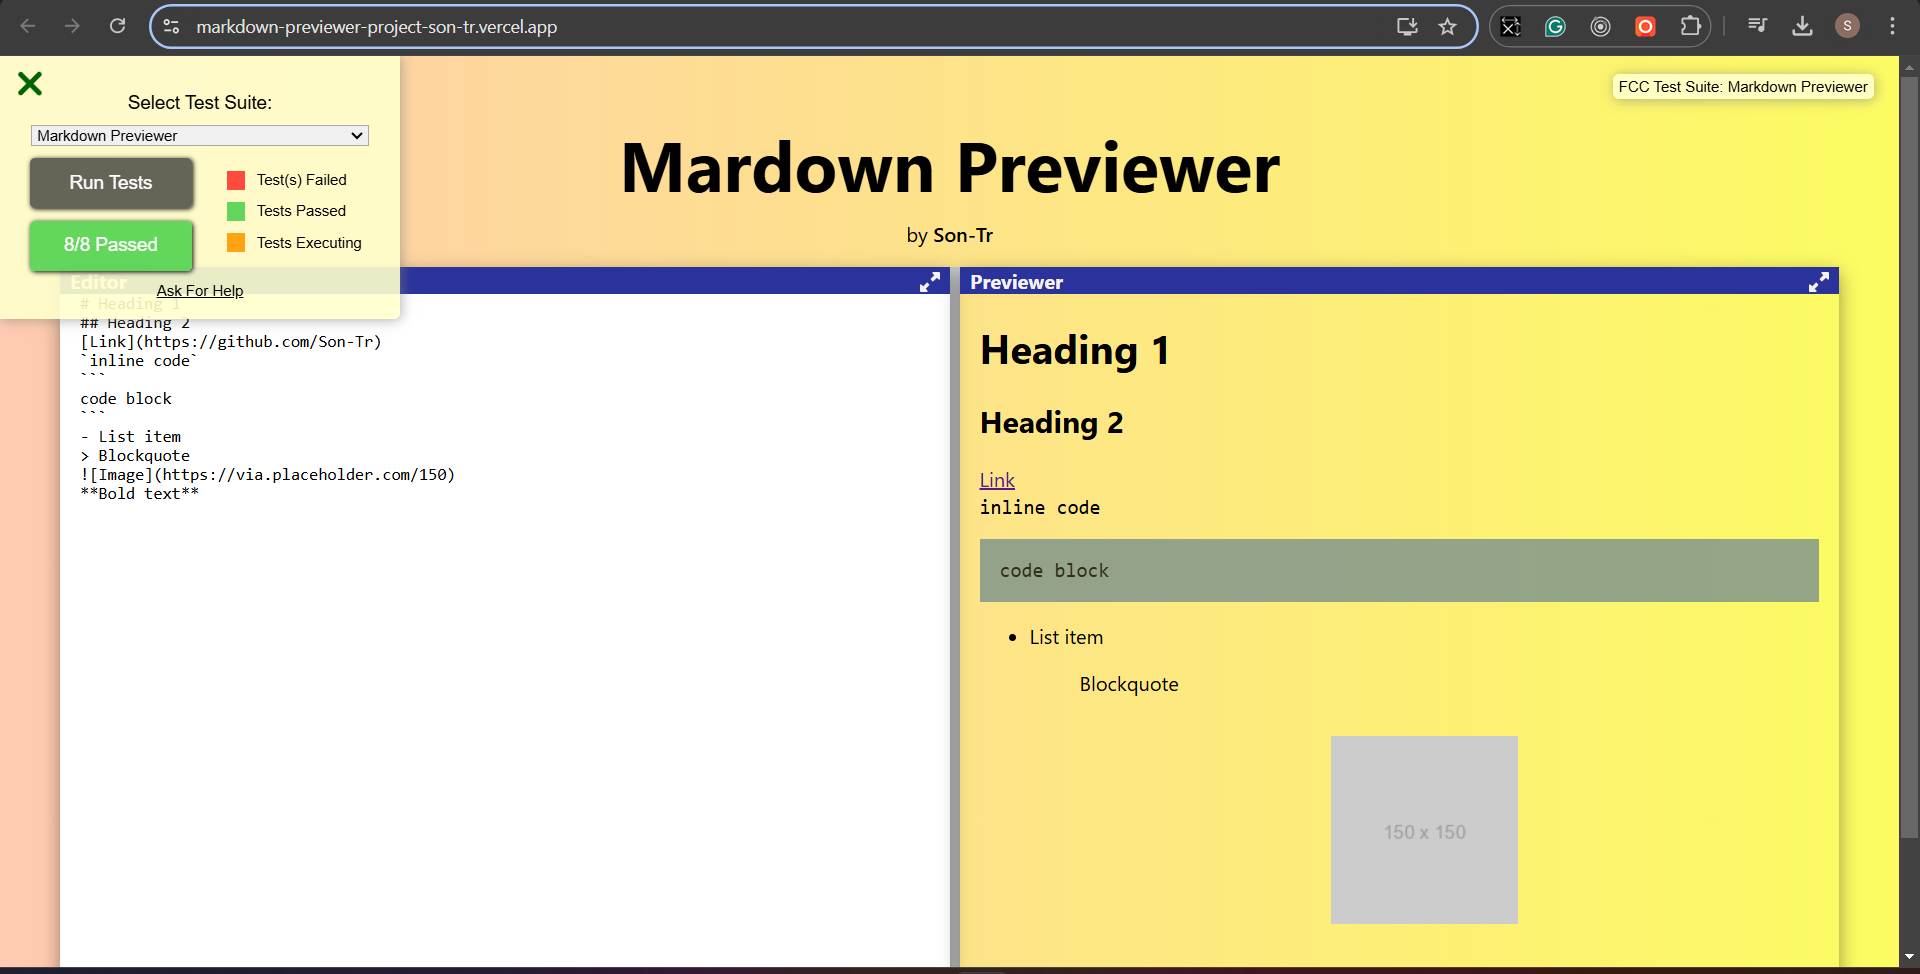 markdown-previewer-project-son-tr.vercel.app
S
Select Test Suite:
Markdown Previewer
Run Tests
Test(s) Failed
Tests Passed
8/8 Passed
Tests Executing
Ask For Help
FCC Test Suite: Markdown Previewer
Mardown Previewer
by Son-Tr
Editor
# Heading 1
## Heading 2
[Link](https://github.com/Son-Tr)
`inline code`
```
code block
```
- List item
> Blockquote
![Image](https://via.placeholder.com/150)
**Bold text**
Previewer
Heading 1
Heading 2
Link
inline code
code block
• List item
Blockquote
150 x 150